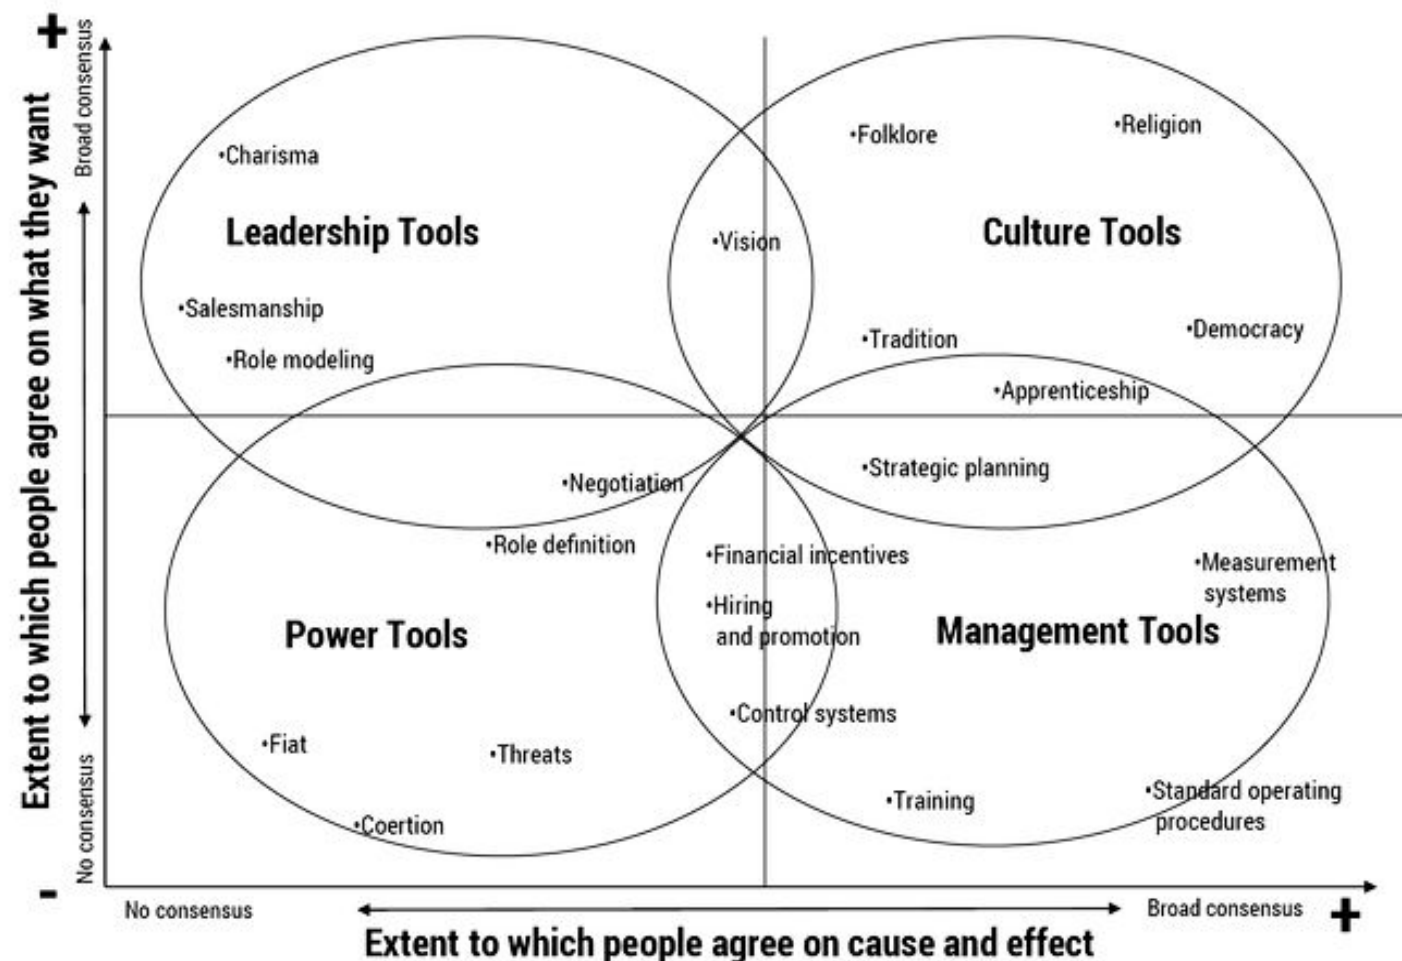 +
Broad consensus
Extent to which people agree on what they want
No consensus
-
•Charisma
Leadership Tools
•Salesmanship
•Role modeling
•Vision
•Folklore
•Religion
Culture Tools
•Tradition
•Democracy
•Apprenticeship
•Negotiation
•Role definition
Power Tools
•Fiat
•Threats
•Coertion
•Strategic planning
•Financial incentives
•Hiring
and promotion
•Control systems
•Measurement
systems
Management Tools
•Training
•Standard operating
procedures
No consensus
Broad consensus
+
Extent to which people agree on cause and effect